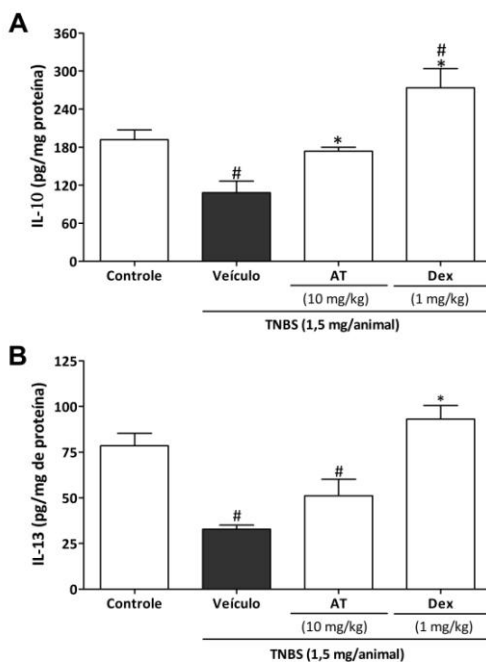 A
IL-10 (pg/mg proteína)
360
300
240
180
120
60
0
#
*
*
#
Controle Veículo AT Dex
(10 mg/kg) (1 mg/kg)
TNBS (1,5 mg/animal)
B
IL-13 (pg/mg de proteína)
125
100
75
50
25
0
*
#
#
Controle Veículo AT Dex
(10 mg/kg) (1 mg/kg)
TNBS (1,5 mg/animal)